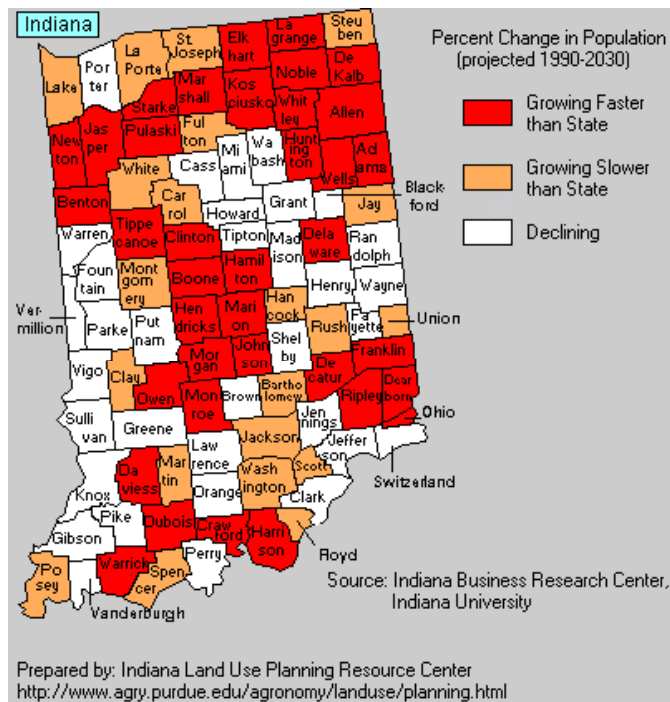 Indiana
Percent Change in Population
(projected 1990-2030)
Growing Faster
than State
Growing Slower
than State
Declining
Lake
Por
ter
La
Porte
St.
Joseph
Elk
hart
La
grange
Steu
ben
Noble
De
Kalb
Mar
shall
Kos
ciusko
Starke
Whit
ley
Allen
New
ton
Jas
per
Pulaski
Ful
ton
Wa
bash
Hunt
ing
ton
Mi
ami
Cass
White
Ad
ams
Wells
Benton
Car
rol
Grant
Black-
ford
Jay
Howard
Warren
Tippe
canoe
Clinton
Tipton
Mad
ison
Dela
ware
Ran
dolph
Foun
tain
Mont
gom
ery
Boone
Hamil
ton
Henry
Wayne
Ver-
million
Parke
Put
nam
Hen
dricks
Mari
on
Han
cock
Rush
Fa
yette
Union
Shel
by
Vigo
Clay
Mor
gan
John
son
De
catur
Franklin
Owen
Mon
roe
Brown
Bartho
lomew
Ripley
Dear
born
Ohio
Sulli
van
Greene
Jen
nings
Jackson
Law
rence
Jeffer
son
Switzerland
Scott
Knox
Da
viess
Mar
tin
Wash
ington
Orange
Clark
Pike
Gibson
Dubois
Craw
ford
Harri
son
Floyd
Perry
Warrick
Spen
cer
Po
sey
Vanderburgh
Source: Indiana Business Research Center,
Indiana University
Prepared by: Indiana Land Use Planning Resource Center
http://www.agry.purdue.edu/agronomy/landuse/planning.html